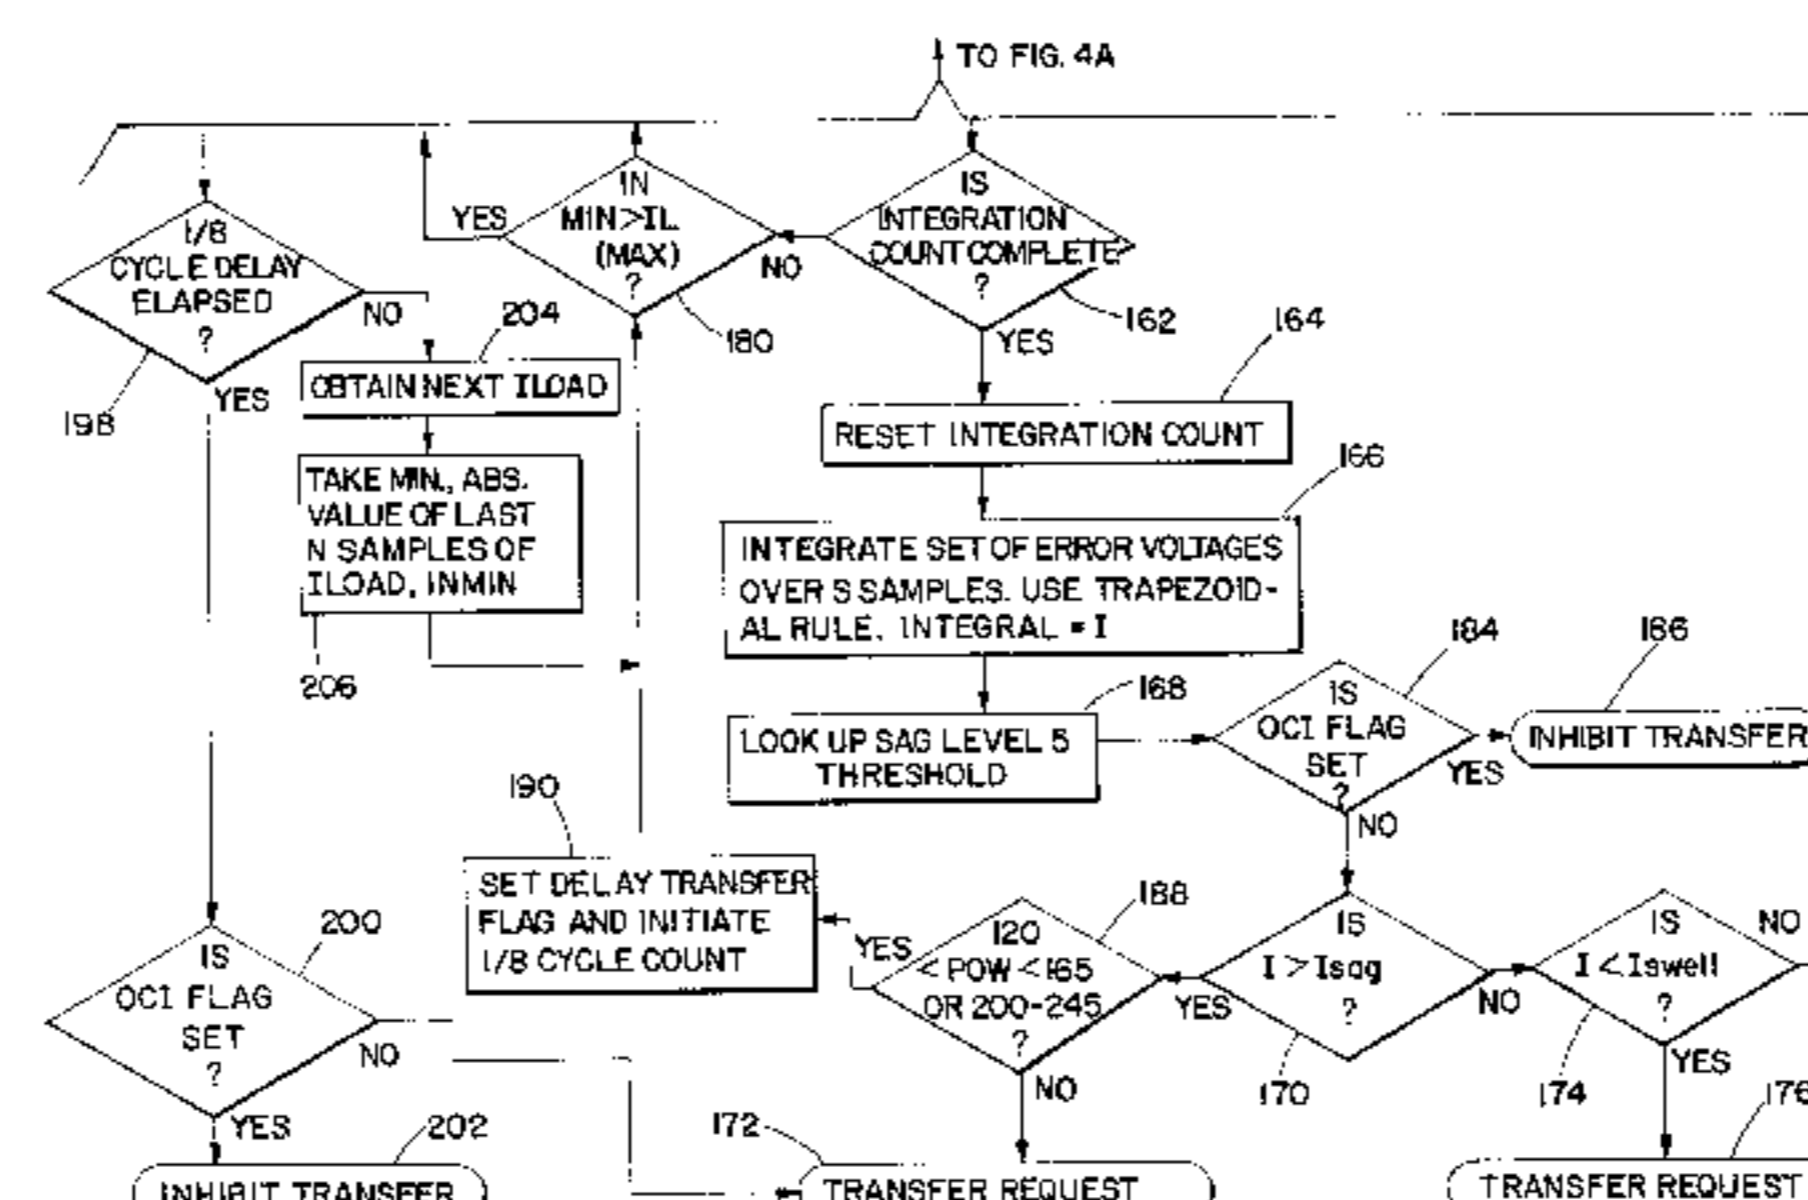 TO FIG. 4A
1/8
CYCLE DELAY
ELAPSED
?
NO
YES
198
IN
MIN>IL
(MAX)
?
YES
180
IS
INTEGRATION
COUNT COMPLETE
?
NO
YES
162
204
OBTAIN NEXT ILOAD
TAKE MIN., ABS.
VALUE OF LAST
N SAMPLES OF
ILOAD, INMIN
206
164
RESET INTEGRATION COUNT
166
INTEGRATE SET OF ERROR VOLTAGES
OVER S SAMPLES. USE TRAPEZOID-
AL RULE. INTEGRAL = I
168
LOOK UP SAG LEVEL 5
THRESHOLD
184
IS
OCI FLAG
SET
?
YES
NO
186
INHIBIT TRANSFER
190
SET DELAY TRANSFER
FLAG AND INITIATE
1/8 CYCLE COUNT
188
120
< POW < 165
OR 200-245
?
YES
NO
IS
I > Isag
?
YES
NO
170
IS
I < Iswell
?
NO
YES
174
200
IS
OCI FLAG
SET
?
NO
YES
202
INHIBIT TRANSFER
172
TRANSFER REQUEST
176
TRANSFER REQUEST